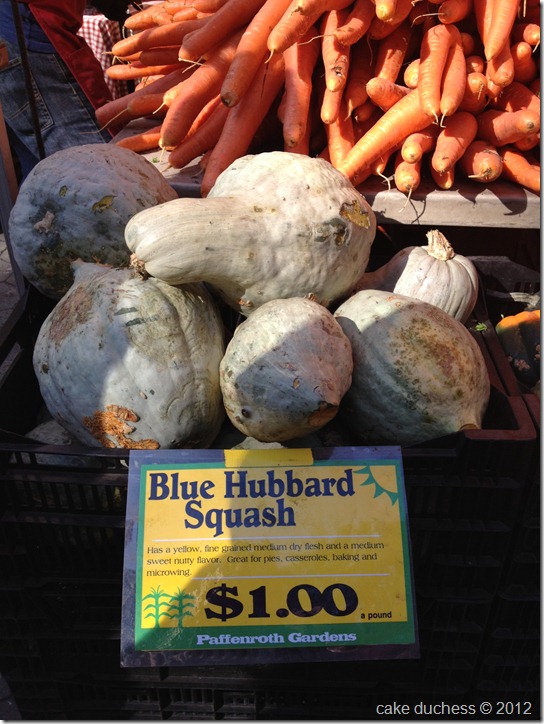 Blue Hubbard
Squash
Has a yellow, fine grained medium dry flesh and a medium
sweet nutty flavor. Great for pies, casseroles, baking and
microwing.
$1.00
a pound
Paffenroth Gardens
cake duchess © 2012